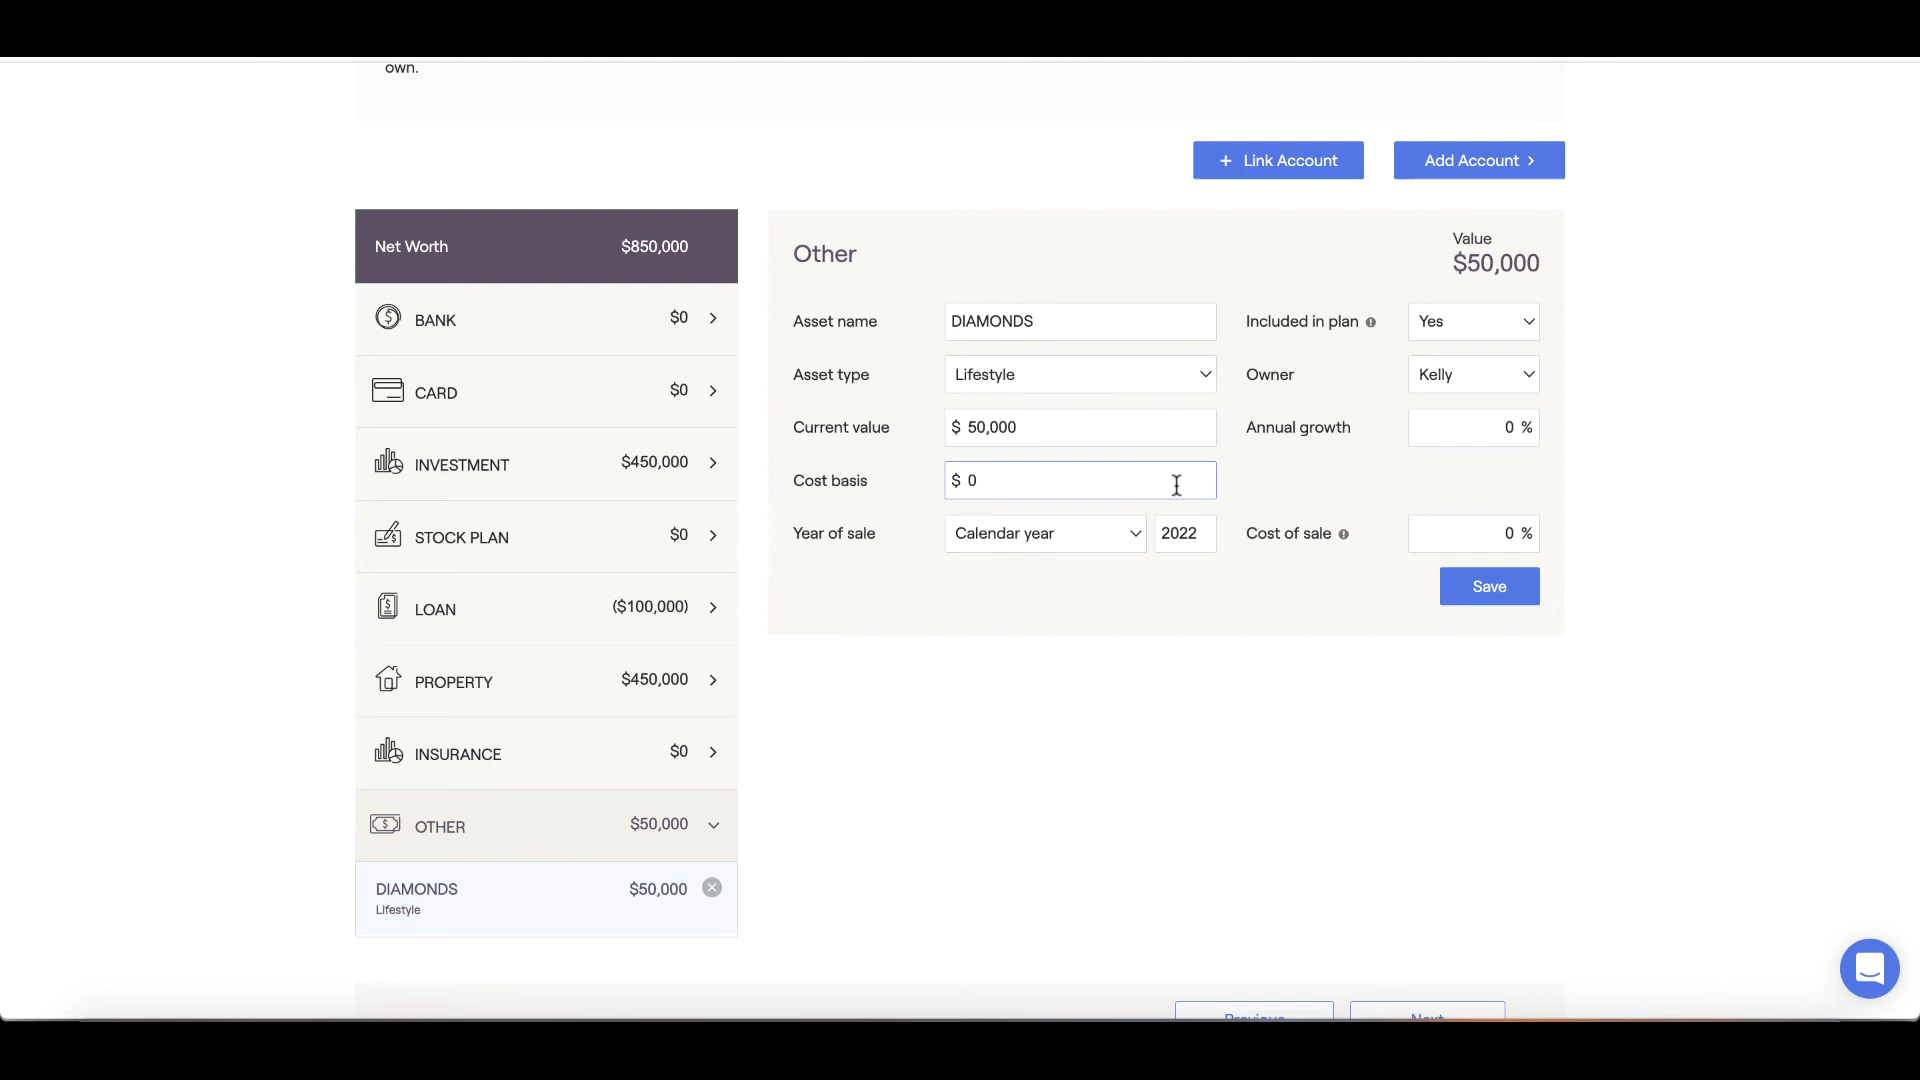 own.
+ Link Account
Add Account >
Net Worth $850,000
BANK $0
CARD $0
INVESTMENT $450,000
STOCK PLAN $0
LOAN ($100,000)
PROPERTY $450,000
INSURANCE $0
OTHER $50,000
DIAMONDS $50,000
Lifestyle
Other
Value
$50,000
Asset name DIAMONDS Included in plan Yes
Asset type Lifestyle Owner Kelly
Current value $ 50,000 Annual growth 0 %
Cost basis $ 0
Year of sale Calendar year 2022 Cost of sale 0 %
Save
Previous Next